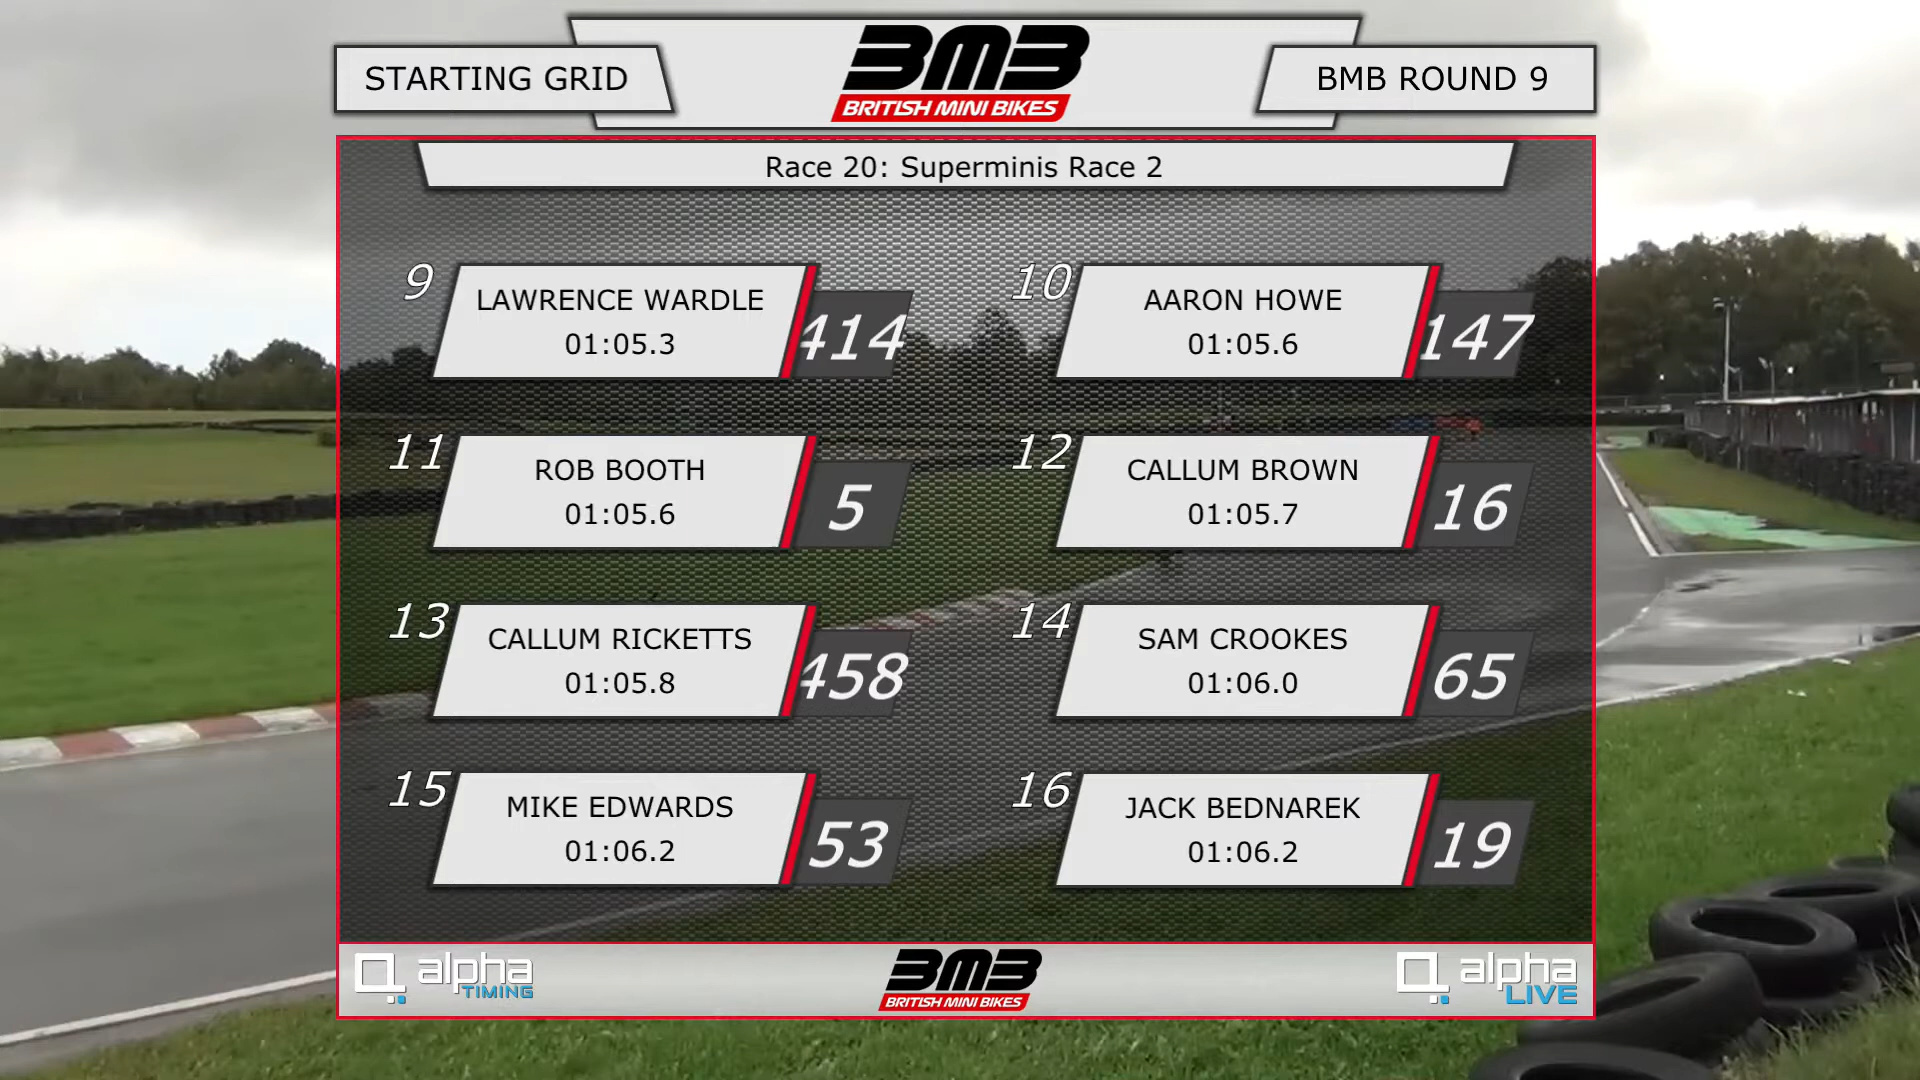 STARTING GRID
BMB
BRITISH MINI BIKES
BMB ROUND 9
Race 20: Superminis Race 2
9
LAWRENCE WARDLE
01:05.3
414
10
AARON HOWE
01:05.6
147
11
ROB BOOTH
01:05.6
5
12
CALLUM BROWN
01:05.7
16
13
CALLUM RICKETTS
01:05.8
458
14
SAM CROOKES
01:06.0
65
15
MIKE EDWARDS
01:06.2
53
16
JACK BEDNAREK
01:06.2
19
alpha
TIMING
BMB
BRITISH MINI BIKES
alpha
LIVE